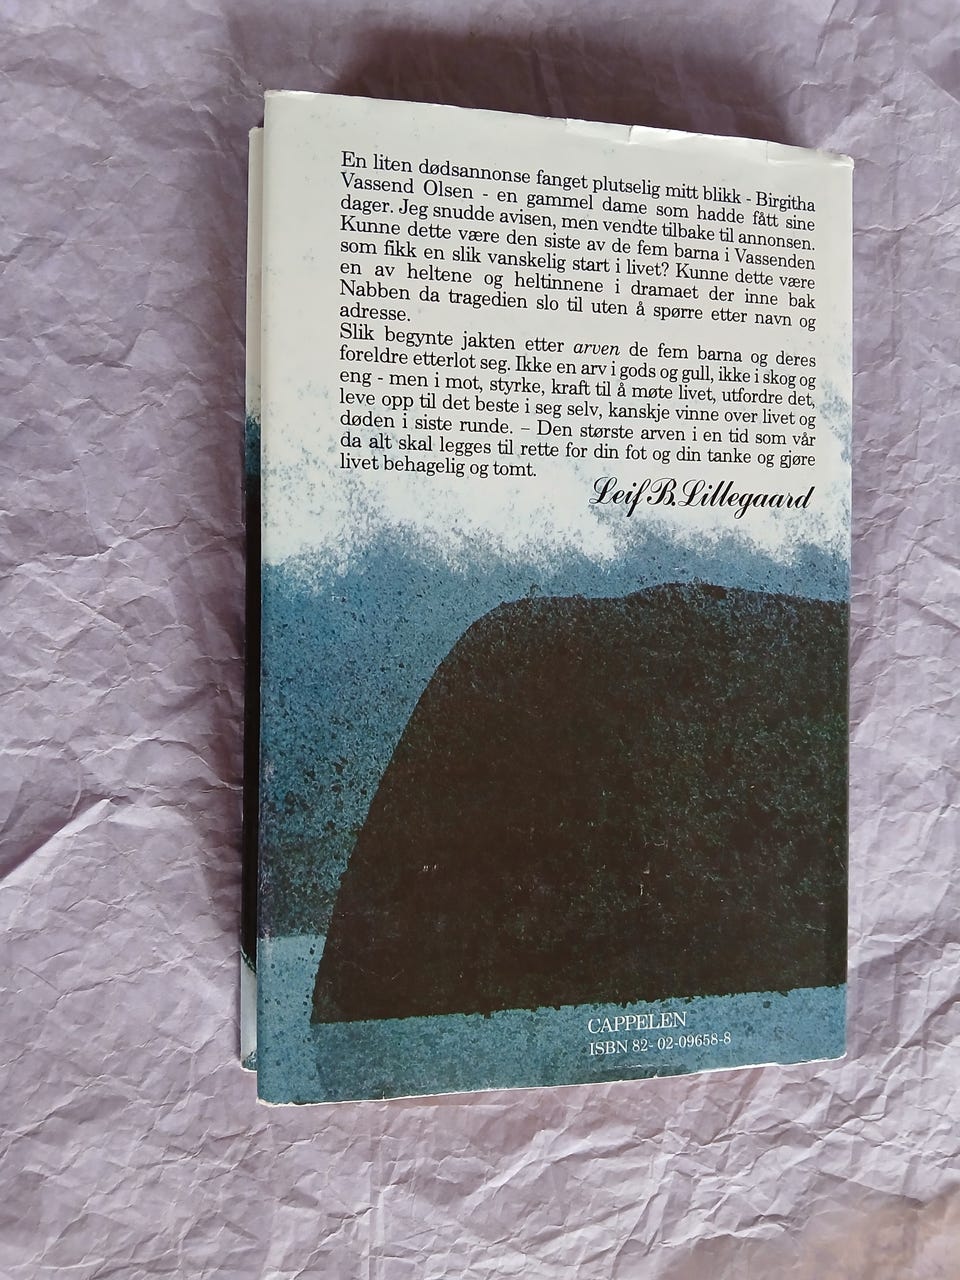 En liten dødsannonse fanget plutselig mitt blikk - Birgitha
Vassend Olsen - en gammel dame som hadde fått sine
dager. Jeg snudde avisen, men vendte tilbake til annonsen.
Kunne dette være den siste av de fem barna i Vassenden
som fikk en slik vanskelig start i livet? Kunne dette være
en av heltene og heltinnene i dramaet der inne bak
Nabben da tragedien slo til uten å spørre etter navn og
adresse.
Slik begynte jakten etter arven de fem barna og deres
foreldre etterlot seg. Ikke en arv i gods og gull, ikke i skog og
eng - men i mot, styrke, kraft til å møte livet, utfordre det,
leve opp til det beste i seg selv, kanskje vinne over livet og
døden i siste runde. – Den største arven i en tid som vår
da alt skal legges til rette for din fot og din tanke og gjøre
livet behagelig og tomt.
Leif B. Lillegaard
CAPPELEN
ISBN 82- 02-09658-8